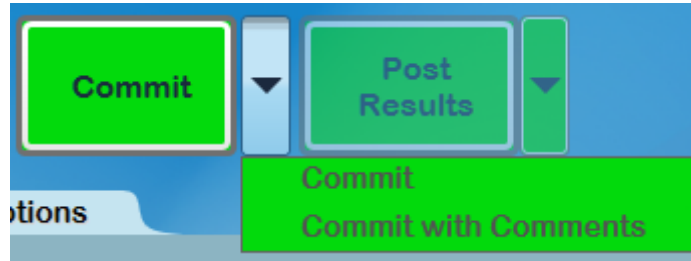 Commit
Post
Results
Commit
otions
Commit with Comments